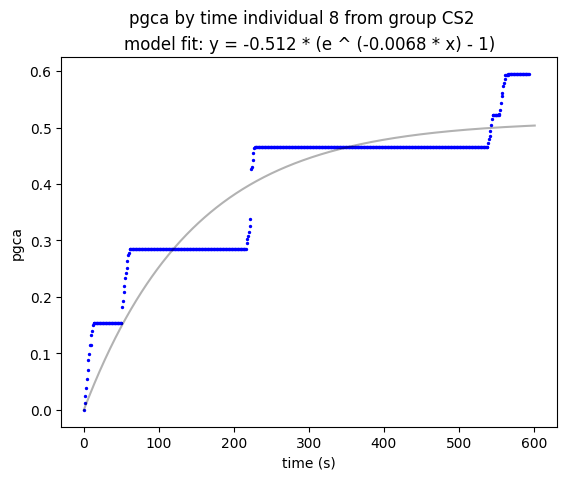 pgca by time individual 8 from group CS2
model fit: y = -0.512 * (e ^ (-0.0068 * x) - 1)
0.6
0.5
0.4
0.3
0.2
0.1
0.0
pgca
0 100 200 300 400 500 600
time (s)